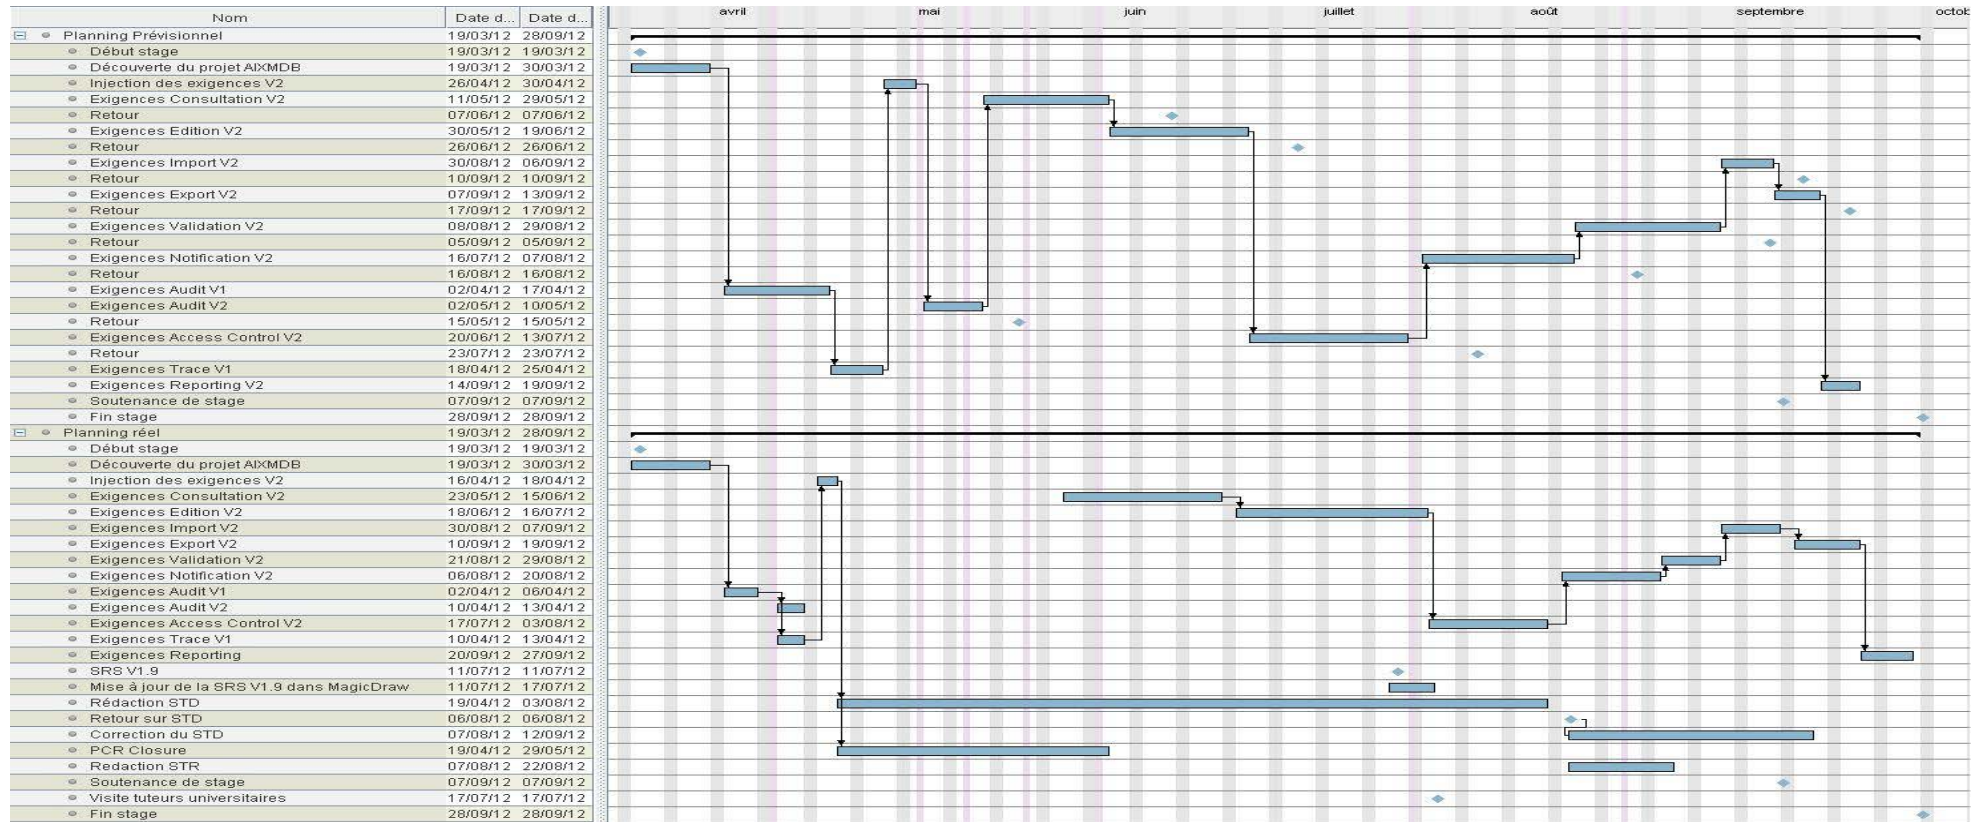 Nom Date d... Date d... avril mai juin juillet août septembre octob
Planning Prévisionnel 19/03/12 28/09/12
Début stage 19/03/12 19/03/12
Découverte du projet AIXMDB 19/03/12 30/03/12
Injection des exigences V2 26/04/12 30/04/12
Exigences Consultation V2 11/05/12 29/05/12
Retour 07/06/12 07/06/12
Exigences Edition V2 30/05/12 19/06/12
Retour 26/06/12 26/06/12
Exigences Import V2 30/08/12 06/09/12
Retour 10/09/12 10/09/12
Exigences Export V2 07/09/12 13/09/12
Retour 17/09/12 17/09/12
Exigences Validation V2 08/08/12 29/08/12
Retour 05/09/12 05/09/12
Exigences Notification V2 16/07/12 07/08/12
Retour 16/08/12 16/08/12
Exigences Audit V1 02/04/12 17/04/12
Exigences Audit V2 02/05/12 10/05/12
Retour 15/05/12 15/05/12
Exigences Access Control V2 20/06/12 13/07/12
Retour 23/07/12 23/07/12
Exigences Trace V1 18/04/12 25/04/12
Exigences Reporting V2 14/09/12 19/09/12
Soutenance de stage 07/09/12 07/09/12
Fin stage 28/09/12 28/09/12
Planning réel 19/03/12 28/09/12
Début stage 19/03/12 19/03/12
Découverte du projet AIXMDB 19/03/12 30/03/12
Injection des exigences V2 16/04/12 18/04/12
Exigences Consultation V2 23/05/12 15/06/12
Exigences Edition V2 18/06/12 16/07/12
Exigences Import V2 30/08/12 07/09/12
Exigences Export V2 10/09/12 19/09/12
Exigences Validation V2 21/08/12 29/08/12
Exigences Notification V2 06/08/12 20/08/12
Exigences Audit V1 02/04/12 06/04/12
Exigences Audit V2 10/04/12 13/04/12
Exigences Access Control V2 17/07/12 03/08/12
Exigences Trace V1 10/04/12 13/04/12
Exigences Reporting 20/09/12 27/09/12
SRS V1.9 11/07/12 11/07/12
Mise à jour de la SRS V1.9 dans MagicDraw 11/07/12 17/07/12
Rédaction STD 19/04/12 03/08/12
Retour sur STD 06/08/12 06/08/12
Correction du STD 07/08/12 12/09/12
PCR Closure 19/04/12 29/05/12
Redaction STR 07/08/12 22/08/12
Soutenance de stage 07/09/12 07/09/12
Visite tuteurs universitaires 17/07/12 17/07/12
Fin stage 28/09/12 28/09/12